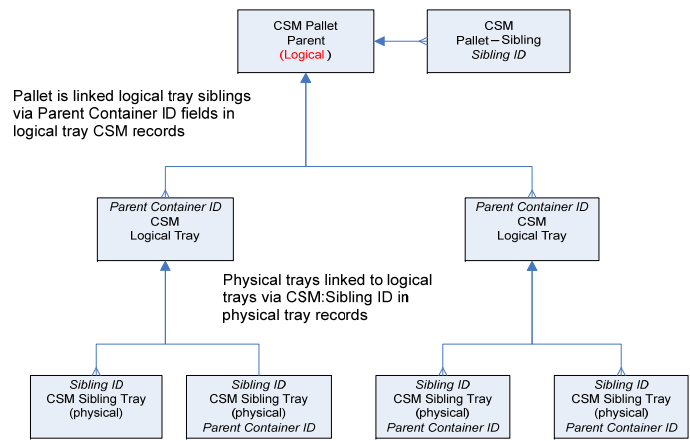 CSM Pallet
Parent
(Logical )
CSM
Pallet–Sibling
Sibling ID
Pallet is linked logical tray siblings
via Parent Container ID fields in
logical tray CSM records
Parent Container ID
CSM
Logical Tray
Parent Container ID
CSM
Logical Tray
Physical trays linked to logical
trays via CSM:Sibling ID in
physical tray records
Sibling ID
CSM Sibling Tray
(physical)
Sibling ID
CSM Sibling Tray
(physical)
Parent Container ID
Sibling ID
CSM Sibling Tray
(physical)
Parent Container ID
Sibling ID
CSM Sibling Tray
(physical)
Parent Container ID